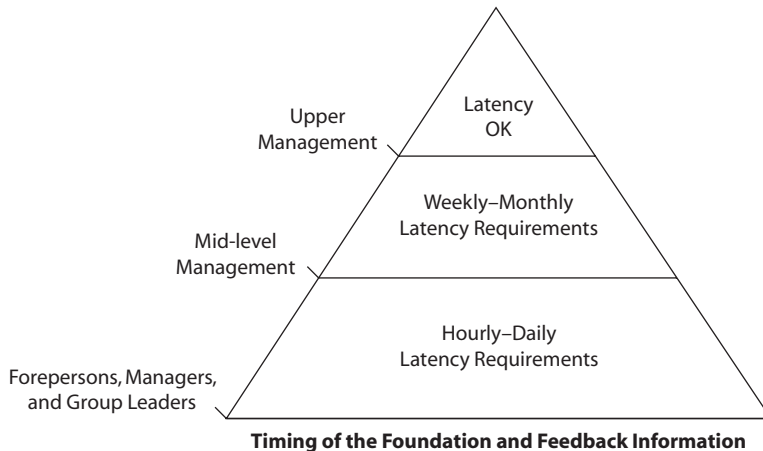 Upper
Management
Latency
OK
Mid-level
Management
Weekly–Monthly
Latency Requirements
Forepersons, Managers,
and Group Leaders
Hourly–Daily
Latency Requirements
Timing of the Foundation and Feedback Information